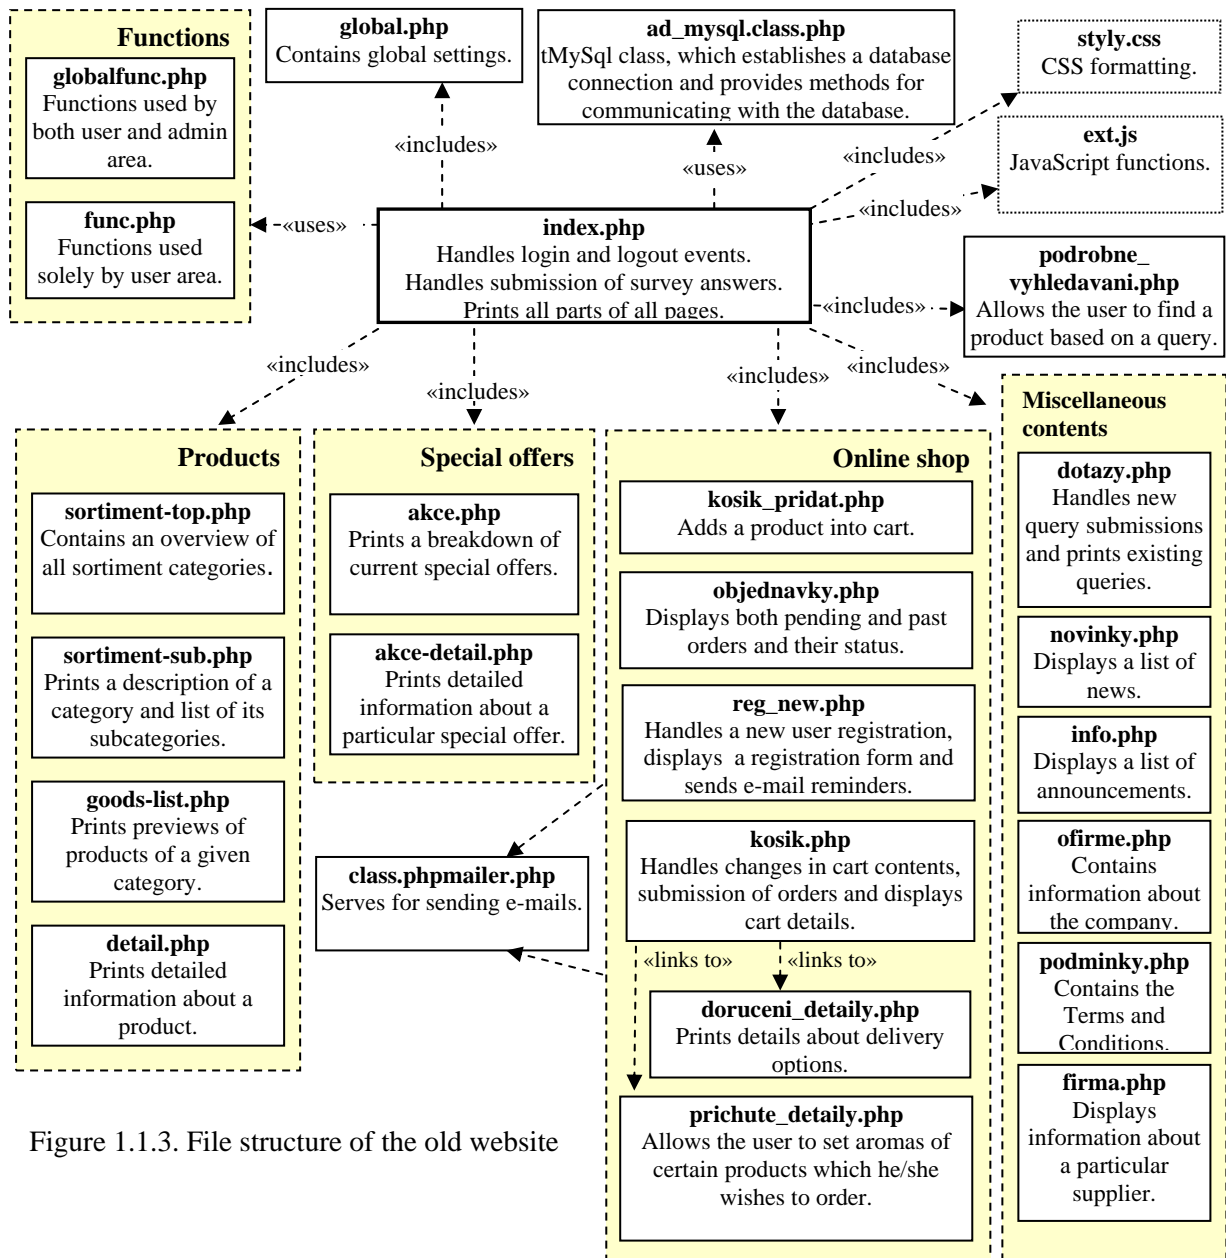 Functions
globalfunc.php
Functions used by
both user and admin
area.
func.php
Functions used
solely by user area.
global.php
Contains global settings.
ad_mysql.class.php
tMySql class, which establishes a database
connection and provides methods for
communicating with the database.
styly.css
CSS formatting.
ext.js
JavaScript functions.
«includes»
«uses»
«includes»
«includes»
«uses»
index.php
Handles login and logout events.
Handles submission of survey answers.
Prints all parts of all pages.
«includes»
podrobne_
vyhledavani.php
Allows the user to find a
product based on a query.
«includes»
«includes»
«includes»
«includes»
Products
sortiment-top.php
Contains an overview of
all sortiment categories.
sortiment-sub.php
Prints a description of a
category and list of its
subcategories.
goods-list.php
Prints previews of
products of a given
category.
detail.php
Prints detailed
information about a
product.
Special offers
akce.php
Prints a breakdown of
current special offers.
akce-detail.php
Prints detailed
information about a
particular special offer.
class.phpmailer.php
Serves for sending e-mails.
Online shop
kosik_pridat.php
Adds a product into cart.
objednavky.php
Displays both pending and past
orders and their status.
reg_new.php
Handles a new user registration,
displays a registration form and
sends e-mail reminders.
kosik.php
Handles changes in cart contents,
submission of orders and displays
cart details.
«links to»
«links to»
doruceni_detaily.php
Prints details about delivery
options.
prichute_detaily.php
Allows the user to set aromas of
certain products which he/she
wishes to order.
Miscellaneous
contents
dotazy.php
Handles new
query submissions
and prints existing
queries.
novinky.php
Displays a list of
news.
info.php
Displays a list of
announcements.
ofirme.php
Contains
information about
the company.
podminky.php
Contains the
Terms and
Conditions.
firma.php
Displays
information about
a particular
supplier.
Figure 1.1.3. File structure of the old website